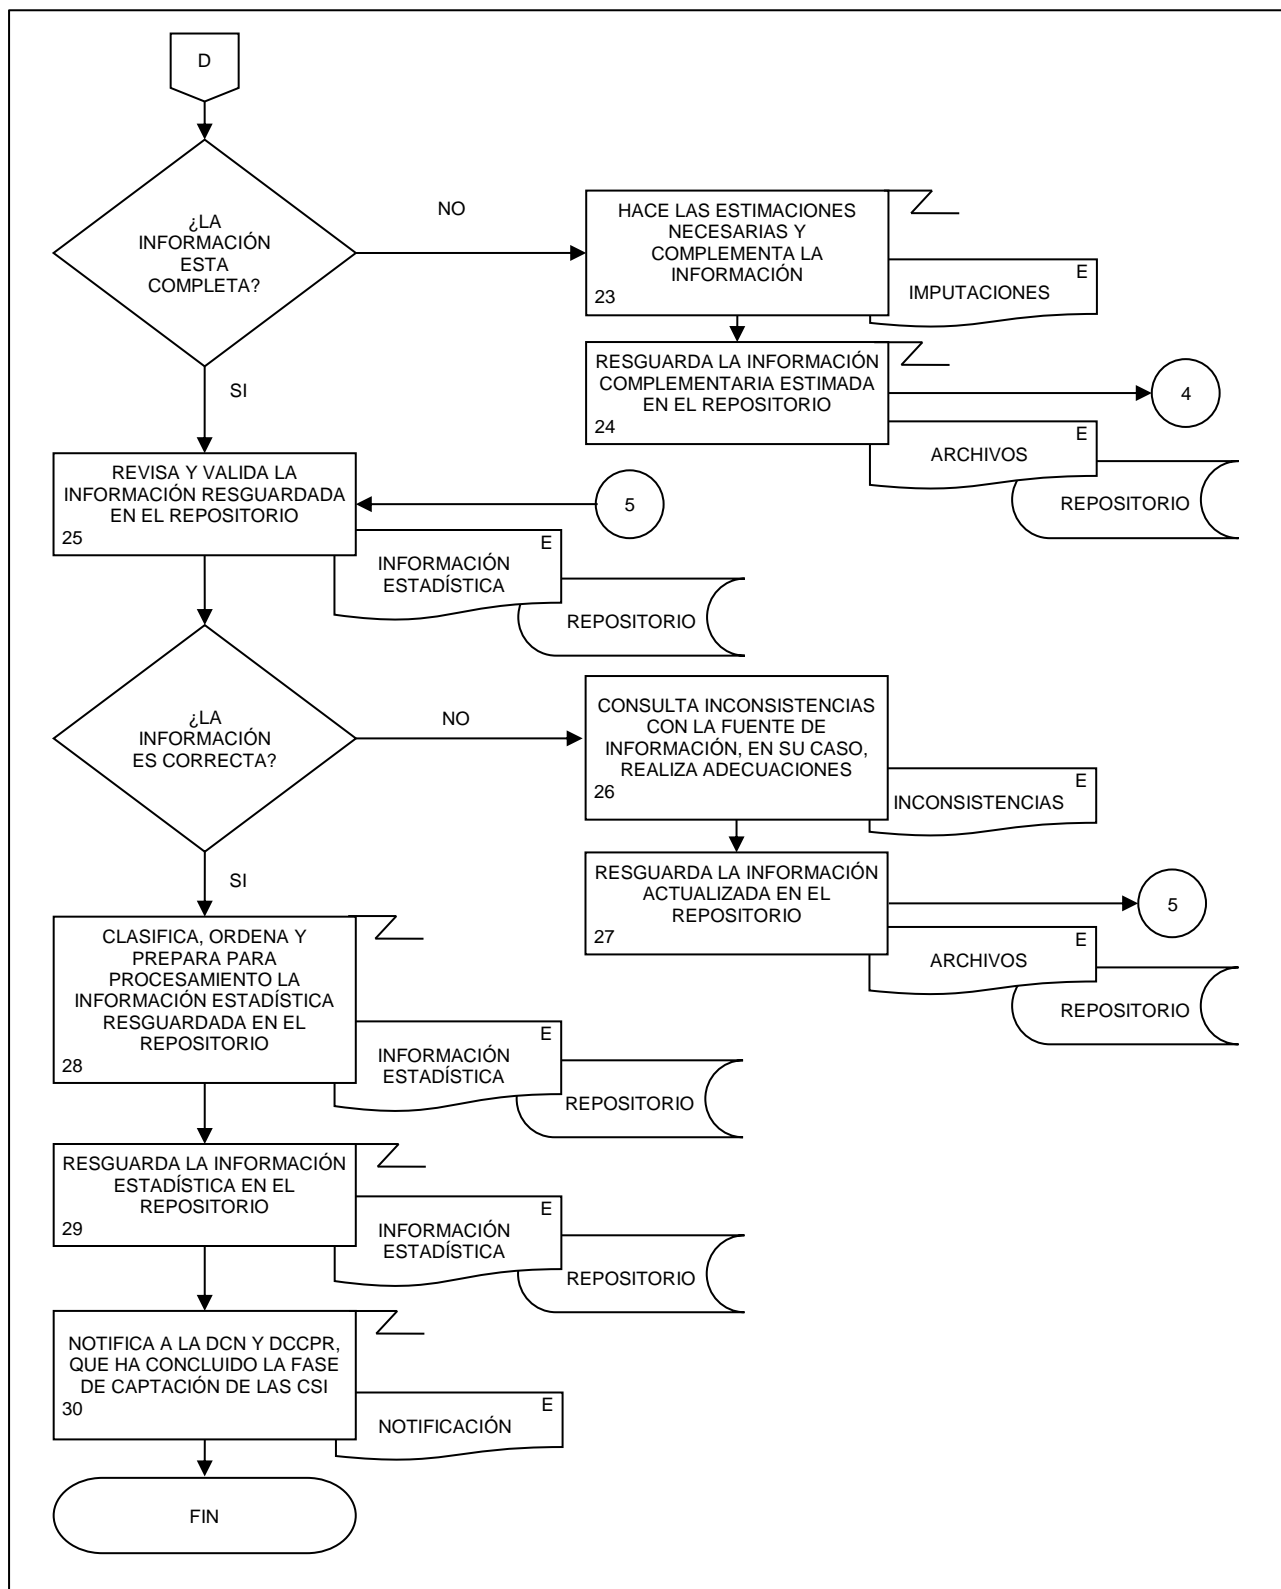 D
¿LA
INFORMACIÓN
ESTA
COMPLETA?
NO
HACE LAS ESTIMACIONES
NECESARIAS Y
COMPLEMENTA LA
INFORMACIÓN
23
E
IMPUTACIONES
SI
RESGUARDA LA INFORMACIÓN
COMPLEMENTARIA ESTIMADA
EN EL REPOSITORIO
24
4
E
ARCHIVOS
REPOSITORIO
REVISA Y VALIDA LA
INFORMACIÓN RESGUARDADA
EN EL REPOSITORIO
25
5
E
INFORMACIÓN
ESTADÍSTICA
REPOSITORIO
¿LA
INFORMACIÓN
ES CORRECTA?
NO
CONSULTA INCONSISTENCIAS
CON LA FUENTE DE
INFORMACIÓN, EN SU CASO,
REALIZA ADECUACIONES
26
E
INCONSISTENCIAS
SI
RESGUARDA LA INFORMACIÓN
ACTUALIZADA EN EL
REPOSITORIO
27
5
E
ARCHIVOS
REPOSITORIO
CLASIFICA, ORDENA Y
PREPARA PARA
PROCESAMIENTO LA
INFORMACIÓN ESTADÍSTICA
RESGUARDADA EN EL
REPOSITORIO
28
E
INFORMACIÓN
ESTADÍSTICA
REPOSITORIO
RESGUARDA LA INFORMACIÓN
ESTADÍSTICA EN EL
REPOSITORIO
29
E
INFORMACIÓN
ESTADÍSTICA
REPOSITORIO
NOTIFICA A LA DCN Y DCCPR,
QUE HA CONCLUIDO LA FASE
DE CAPTACIÓN DE LAS CSI
30
E
NOTIFICACIÓN
FIN